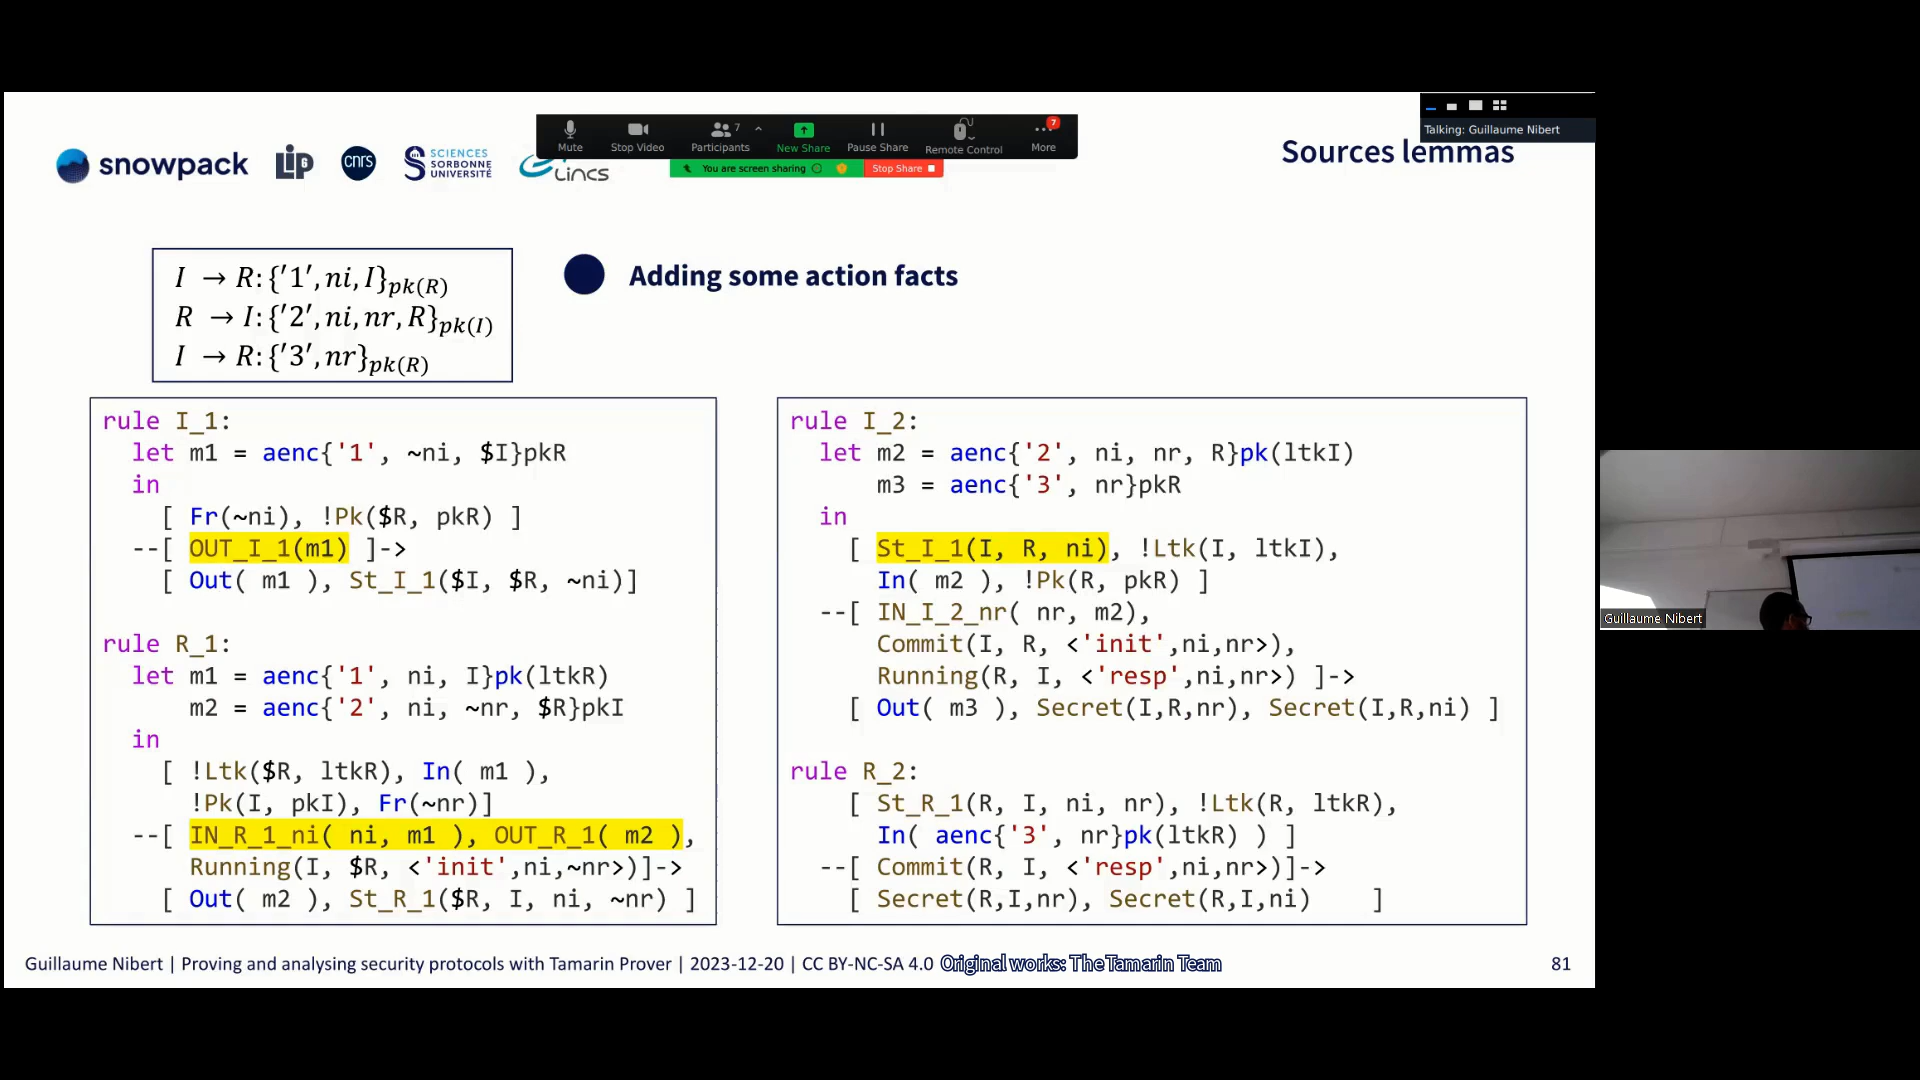 Mute
Stop Video
Participants
7
New Share
Pause Share
Remote Control
More
7
You are screen sharing
Stop Share
Talking: Guillaume Nibert
snowpack
LIP6
cnrs
SCIENCES
SORBONNE
UNIVERSITÉ
LINCS
Sources lemmas
I → R: {'1', ni, I}pk(R)
R → I: {'2', ni, nr, R}pk(I)
I → R: {'3', nr}pk(R)
Adding some action facts
rule I_1:
let m1 = aenc{'1', ~ni, $I}pkR
in
[ Fr(~ni), !Pk($R, pkR) ]
--[ OUT_I_1(m1) ]->
[ Out( m1 ), St_I_1($I, $R, ~ni)]
rule R_1:
let m1 = aenc{'1', ni, I}pk(ltkR)
m2 = aenc{'2', ni, ~nr, $R}pkI
in
[ !Ltk($R, ltkR), In( m1 ),
!Pk(I, pkI), Fr(~nr)]
--[ IN_R_1_ni( ni, m1 ), OUT_R_1( m2 ),
Running(I, $R, <'init',ni,~nr>)]->
[ Out( m2 ), St_R_1($R, I, ni, ~nr) ]
rule I_2:
let m2 = aenc{'2', ni, nr, R}pk(ltkI)
m3 = aenc{'3', nr}pkR
in
[ St_I_1(I, R, ni), !Ltk(I, ltkI),
In( m2 ), !Pk(R, pkR) ]
--[ IN_I_2_nr( nr, m2),
Commit(I, R, <'init',ni,nr>),
Running(R, I, <'resp',ni,nr>) ]->
[ Out( m3 ), Secret(I,R,nr), Secret(I,R,ni) ]
rule R_2:
[ St_R_1(R, I, ni, nr), !Ltk(R, ltkR),
In( aenc{'3', nr}pk(ltkR) ) ]
--[ Commit(R, I, <'resp',ni,nr>)]->
[ Secret(R,I,nr), Secret(R,I,ni) ]
Guillaume Nibert | Proving and analysing security protocols with Tamarin Prover | 2023-12-20 | CC BY-NC-SA 4.0 Original works: The Tamarin Team
81
Guillaume Nibert